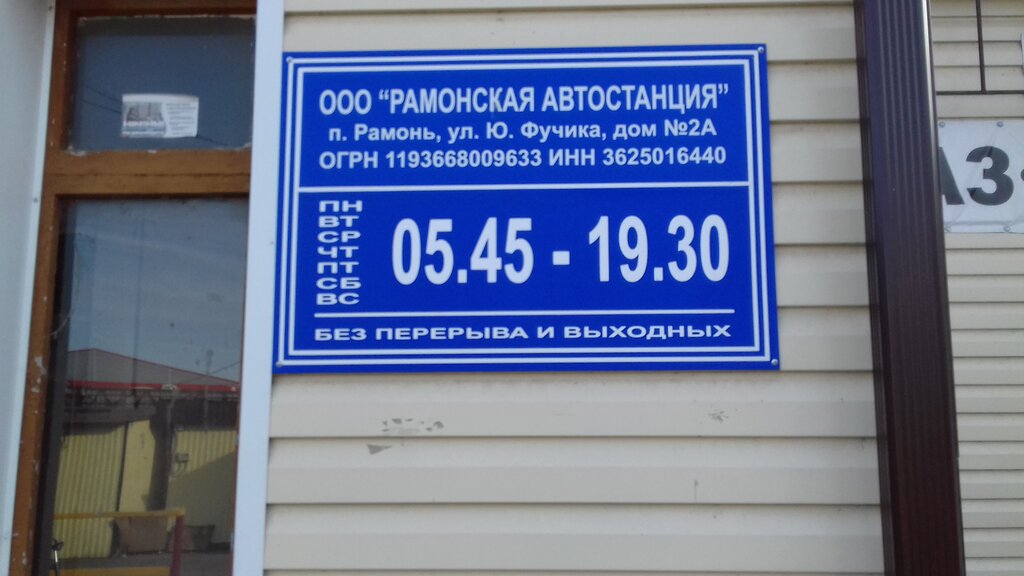 ООО “РАМОНСКАЯ АВТОСТАНЦИЯ”
п. Рамонь, ул. Ю. Фучика, дом №2А
ОГРН 1193668009633 ИНН 3625016440
ПН
ВТ
СР
ЧТ
ПТ
СБ
ВС
05.45 - 19.30
БЕЗ ПЕРЕРЫВА И ВЫХОДНЫХ